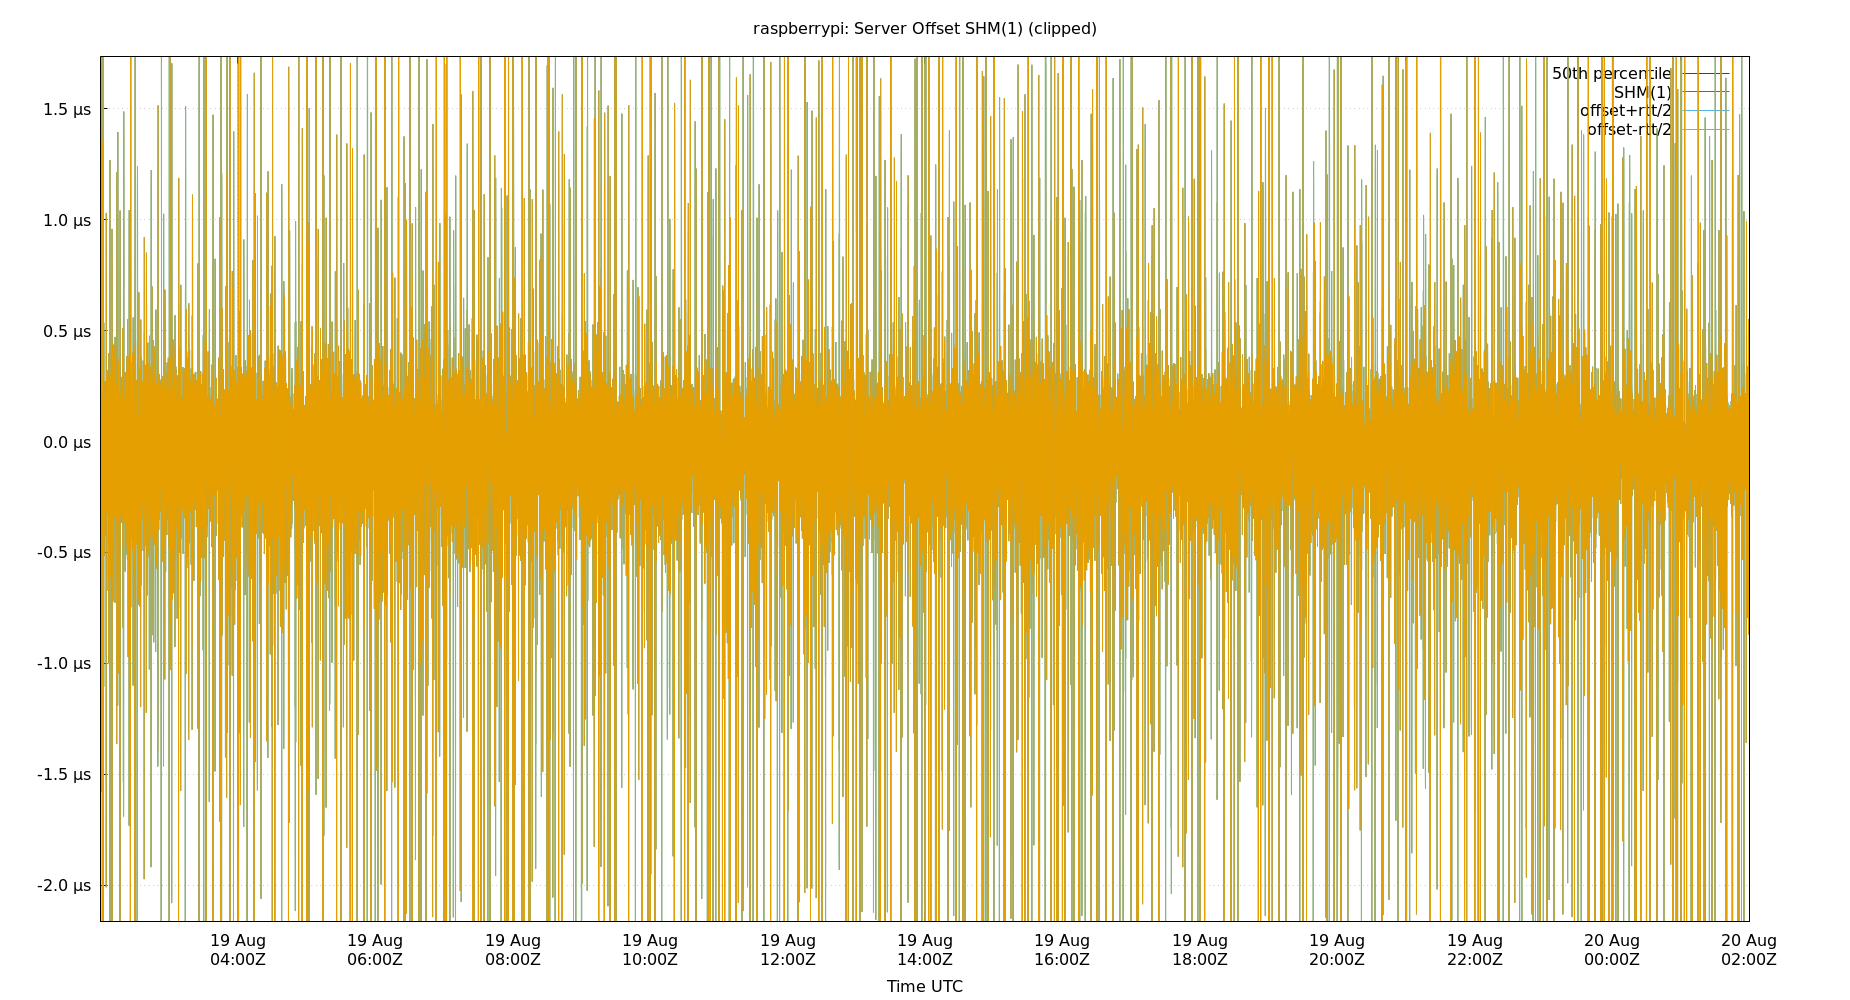 raspberrypi: Server Offset SHM(1) (clipped)
50th percentile
SHM(1)
offset+rtt/2
offset-rtt/2
1.5 µs
1.0 µs
0.5 µs
0.0 µs
-0.5 µs
-1.0 µs
-1.5 µs
-2.0 µs
19 Aug 19 Aug 19 Aug 19 Aug 19 Aug 19 Aug 19 Aug 19 Aug 19 Aug 19 Aug 20 Aug 20 Aug
04:00Z 06:00Z 08:00Z 10:00Z 12:00Z 14:00Z 16:00Z 18:00Z 20:00Z 22:00Z 00:00Z 02:00Z
Time UTC